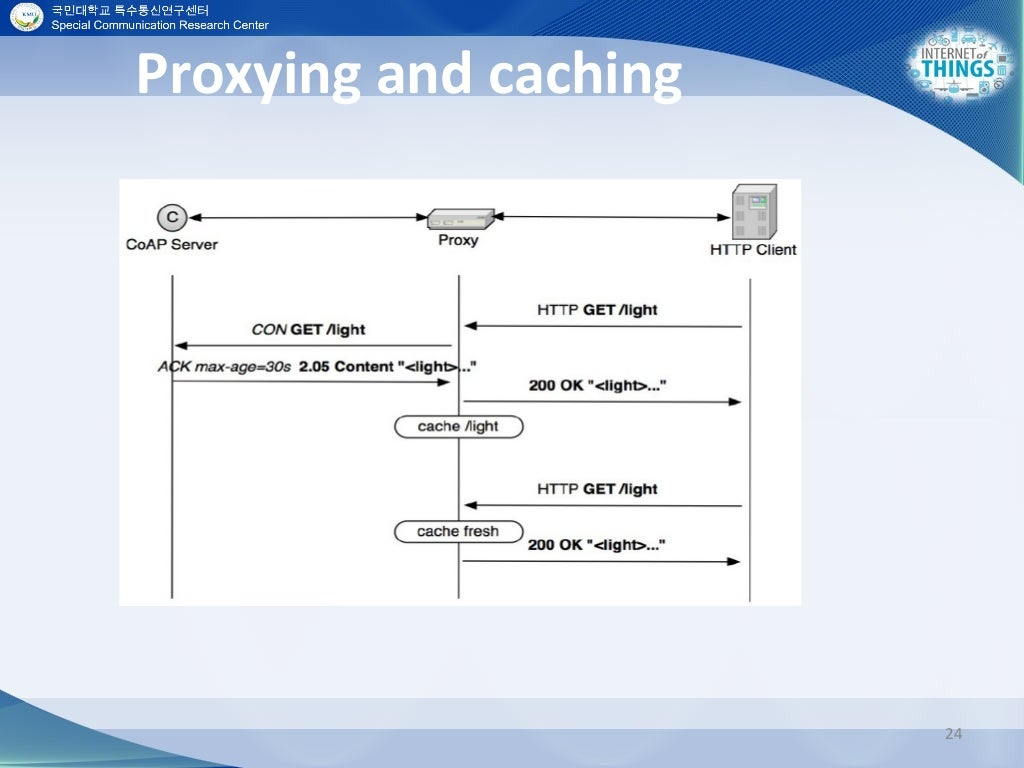 국민대학교 특수통신연구센터
Special Communication Research Center
INTERNET of
THINGS
Proxying and caching
C
CoAP Server
Proxy
HTTP Client
HTTP GET /light
CON GET /light
ACK max-age=30s 2.05 Content "<light>..."
200 OK "<light>..."
cache /light
HTTP GET /light
cache fresh
200 OK "<light>..."
24